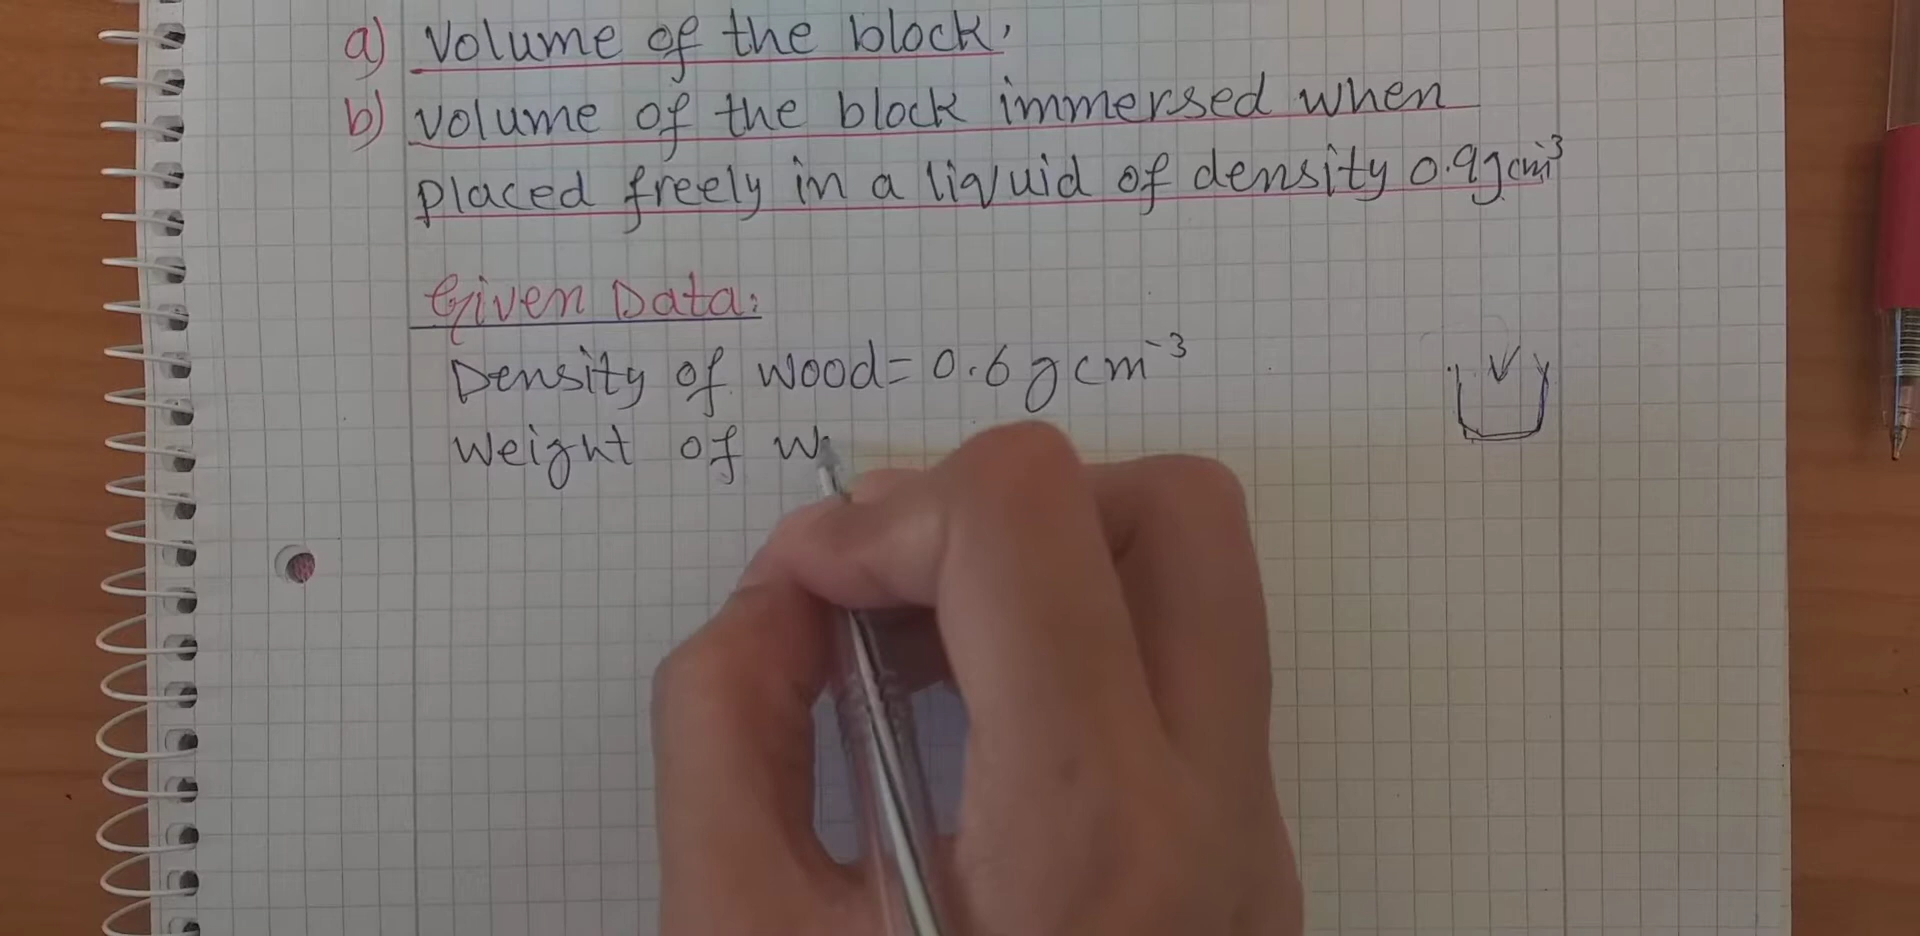 a) volume of the block.
b) volume of the block immersed when
placed freely in a liquid of density 0.9gcm⁻³
Given Data:
Density of wood = 0.6 g cm⁻³
V
Weight of w